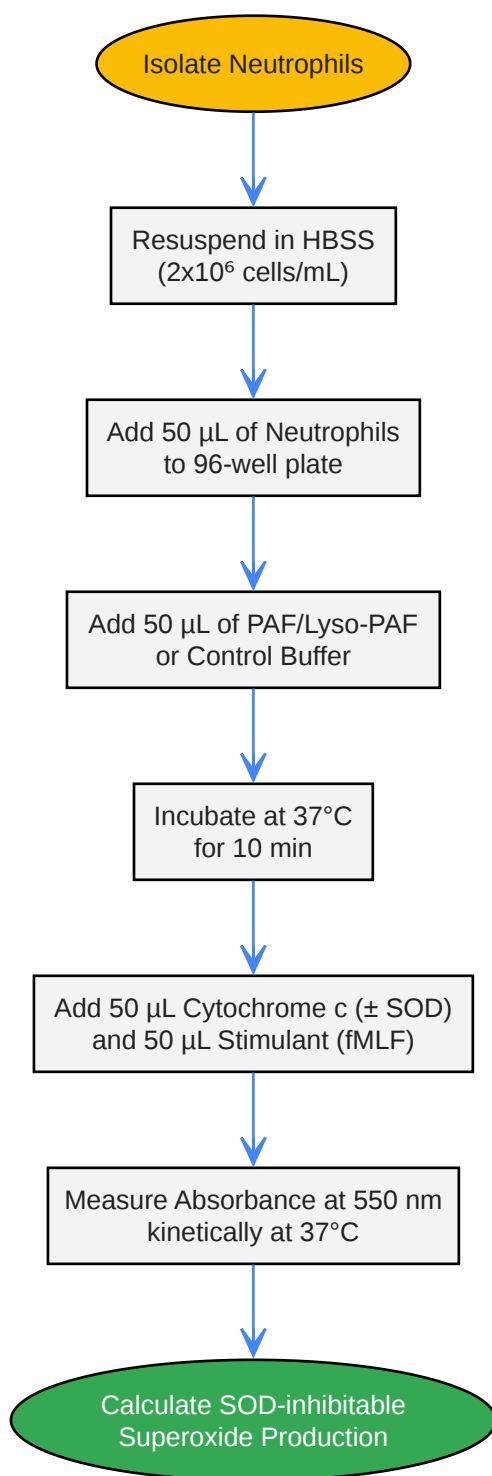 Isolate Neutrophils
Resuspend in HBSS
(2x10⁶ cells/mL)
Add 50 µL of Neutrophils
to 96-well plate
Add 50 µL of PAF/Lyso-PAF
or Control Buffer
Incubate at 37°C
for 10 min
Add 50 µL Cytochrome c (± SOD)
and 50 µL Stimulant (fMLF)
Measure Absorbance at 550 nm
kinetically at 37°C
Calculate SOD-inhibitable
Superoxide Production